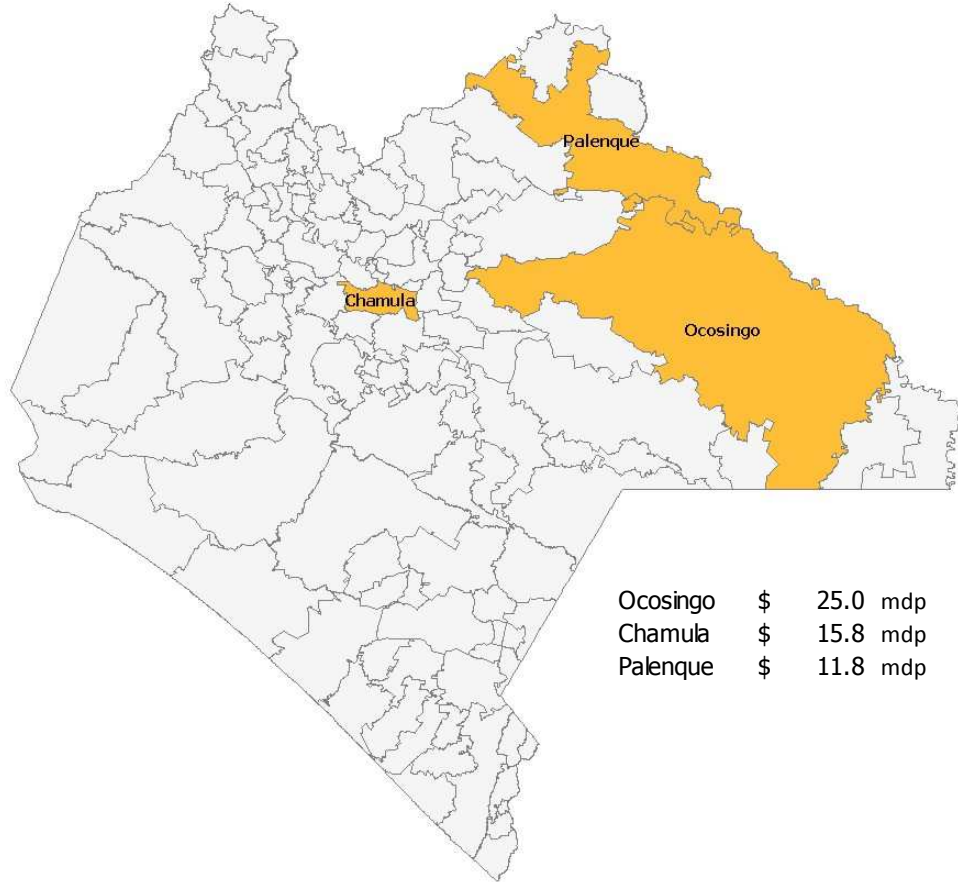 Palenque
Chamula
Ocosingo
Ocosingo $ 25.0 mdp
Chamula $ 15.8 mdp
Palenque $ 11.8 mdp